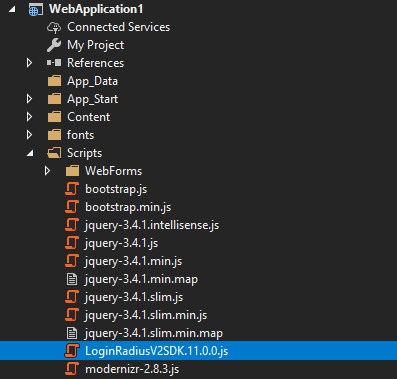 WebApplication1
Connected Services
My Project
References
App_Data
App_Start
Content
fonts
Scripts
WebForms
bootstrap.js
bootstrap.min.js
jquery-3.4.1.intellisense.js
jquery-3.4.1.js
jquery-3.4.1.min.js
jquery-3.4.1.min.map
jquery-3.4.1.slim.js
jquery-3.4.1.slim.min.js
jquery-3.4.1.slim.min.map
LoginRadiusV2SDK.11.0.0.js
modernizr-2.8.3.js